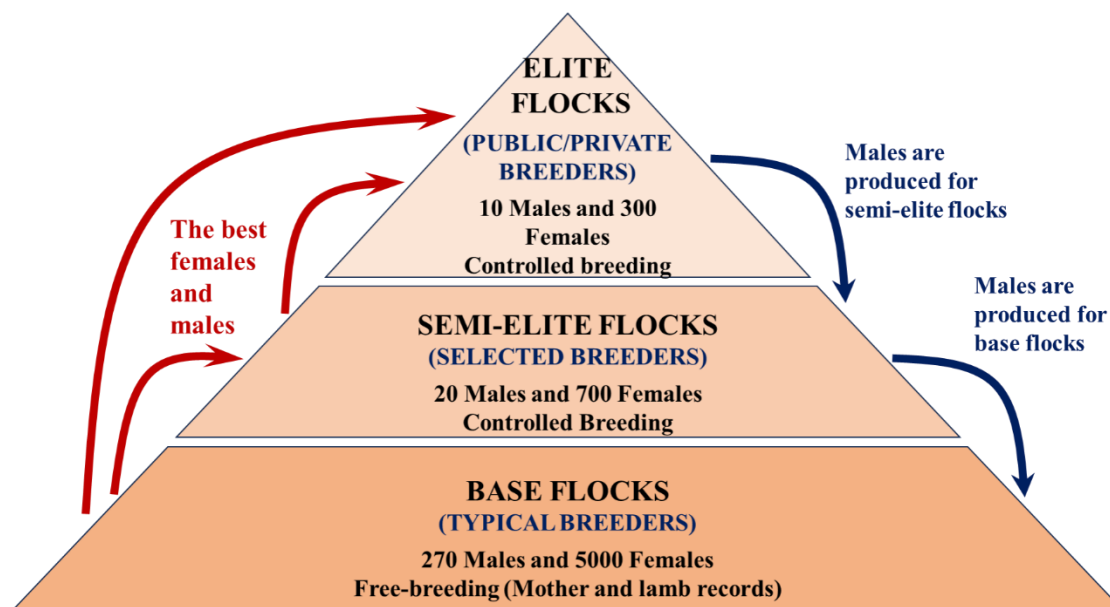 ELITE
FLOCKS
(PUBLIC/PRIVATE
BREEDERS)
10 Males and 300
Females
Controlled breeding
The best
females
and
males
Males are
produced for
semi-elite flocks
SEMI-ELITE FLOCKS
(SELECTED BREEDERS)
20 Males and 700 Females
Controlled Breeding
Males are
produced for
base flocks
BASE FLOCKS
(TYPICAL BREEDERS)
270 Males and 5000 Females
Free-breeding (Mother and lamb records)